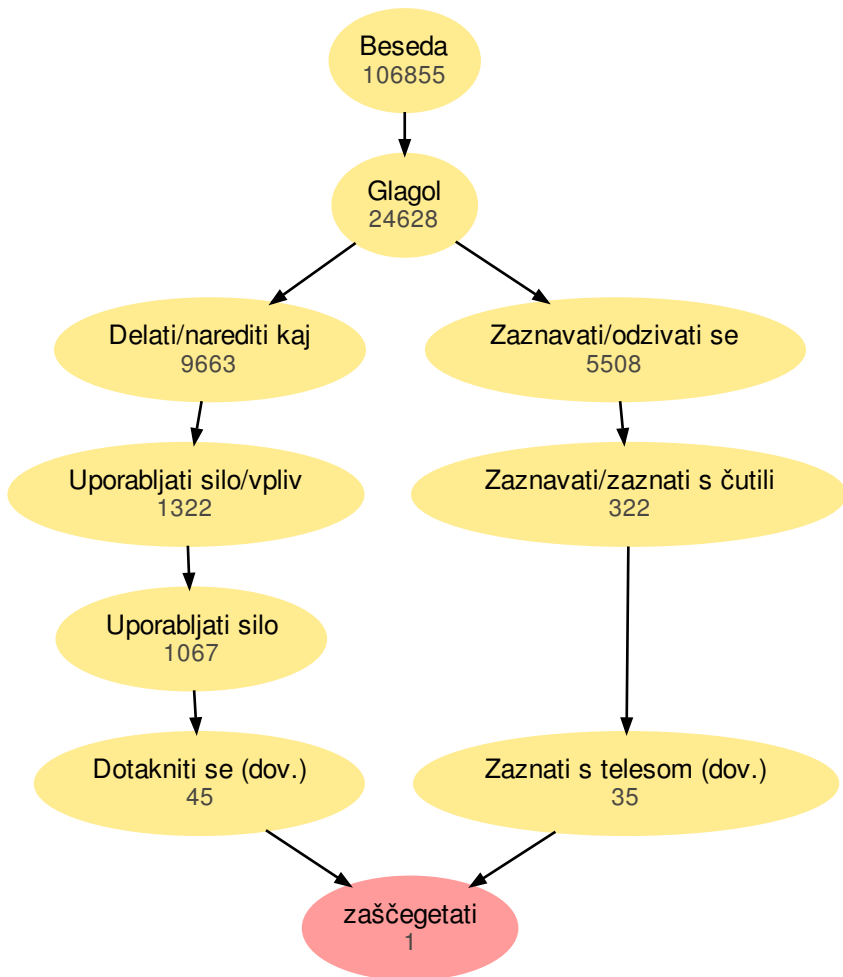 Beseda
106855
Glagol
24628
Delati/narediti kaj
9663
Zaznavati/odzivati se
5508
Uporabljati silo/vpliv
1322
Zaznavati/zaznati s čutili
322
Uporabljati silo
1067
Dotakniti se (dov.)
45
Zaznati s telesom (dov.)
35
zaščegetati
1